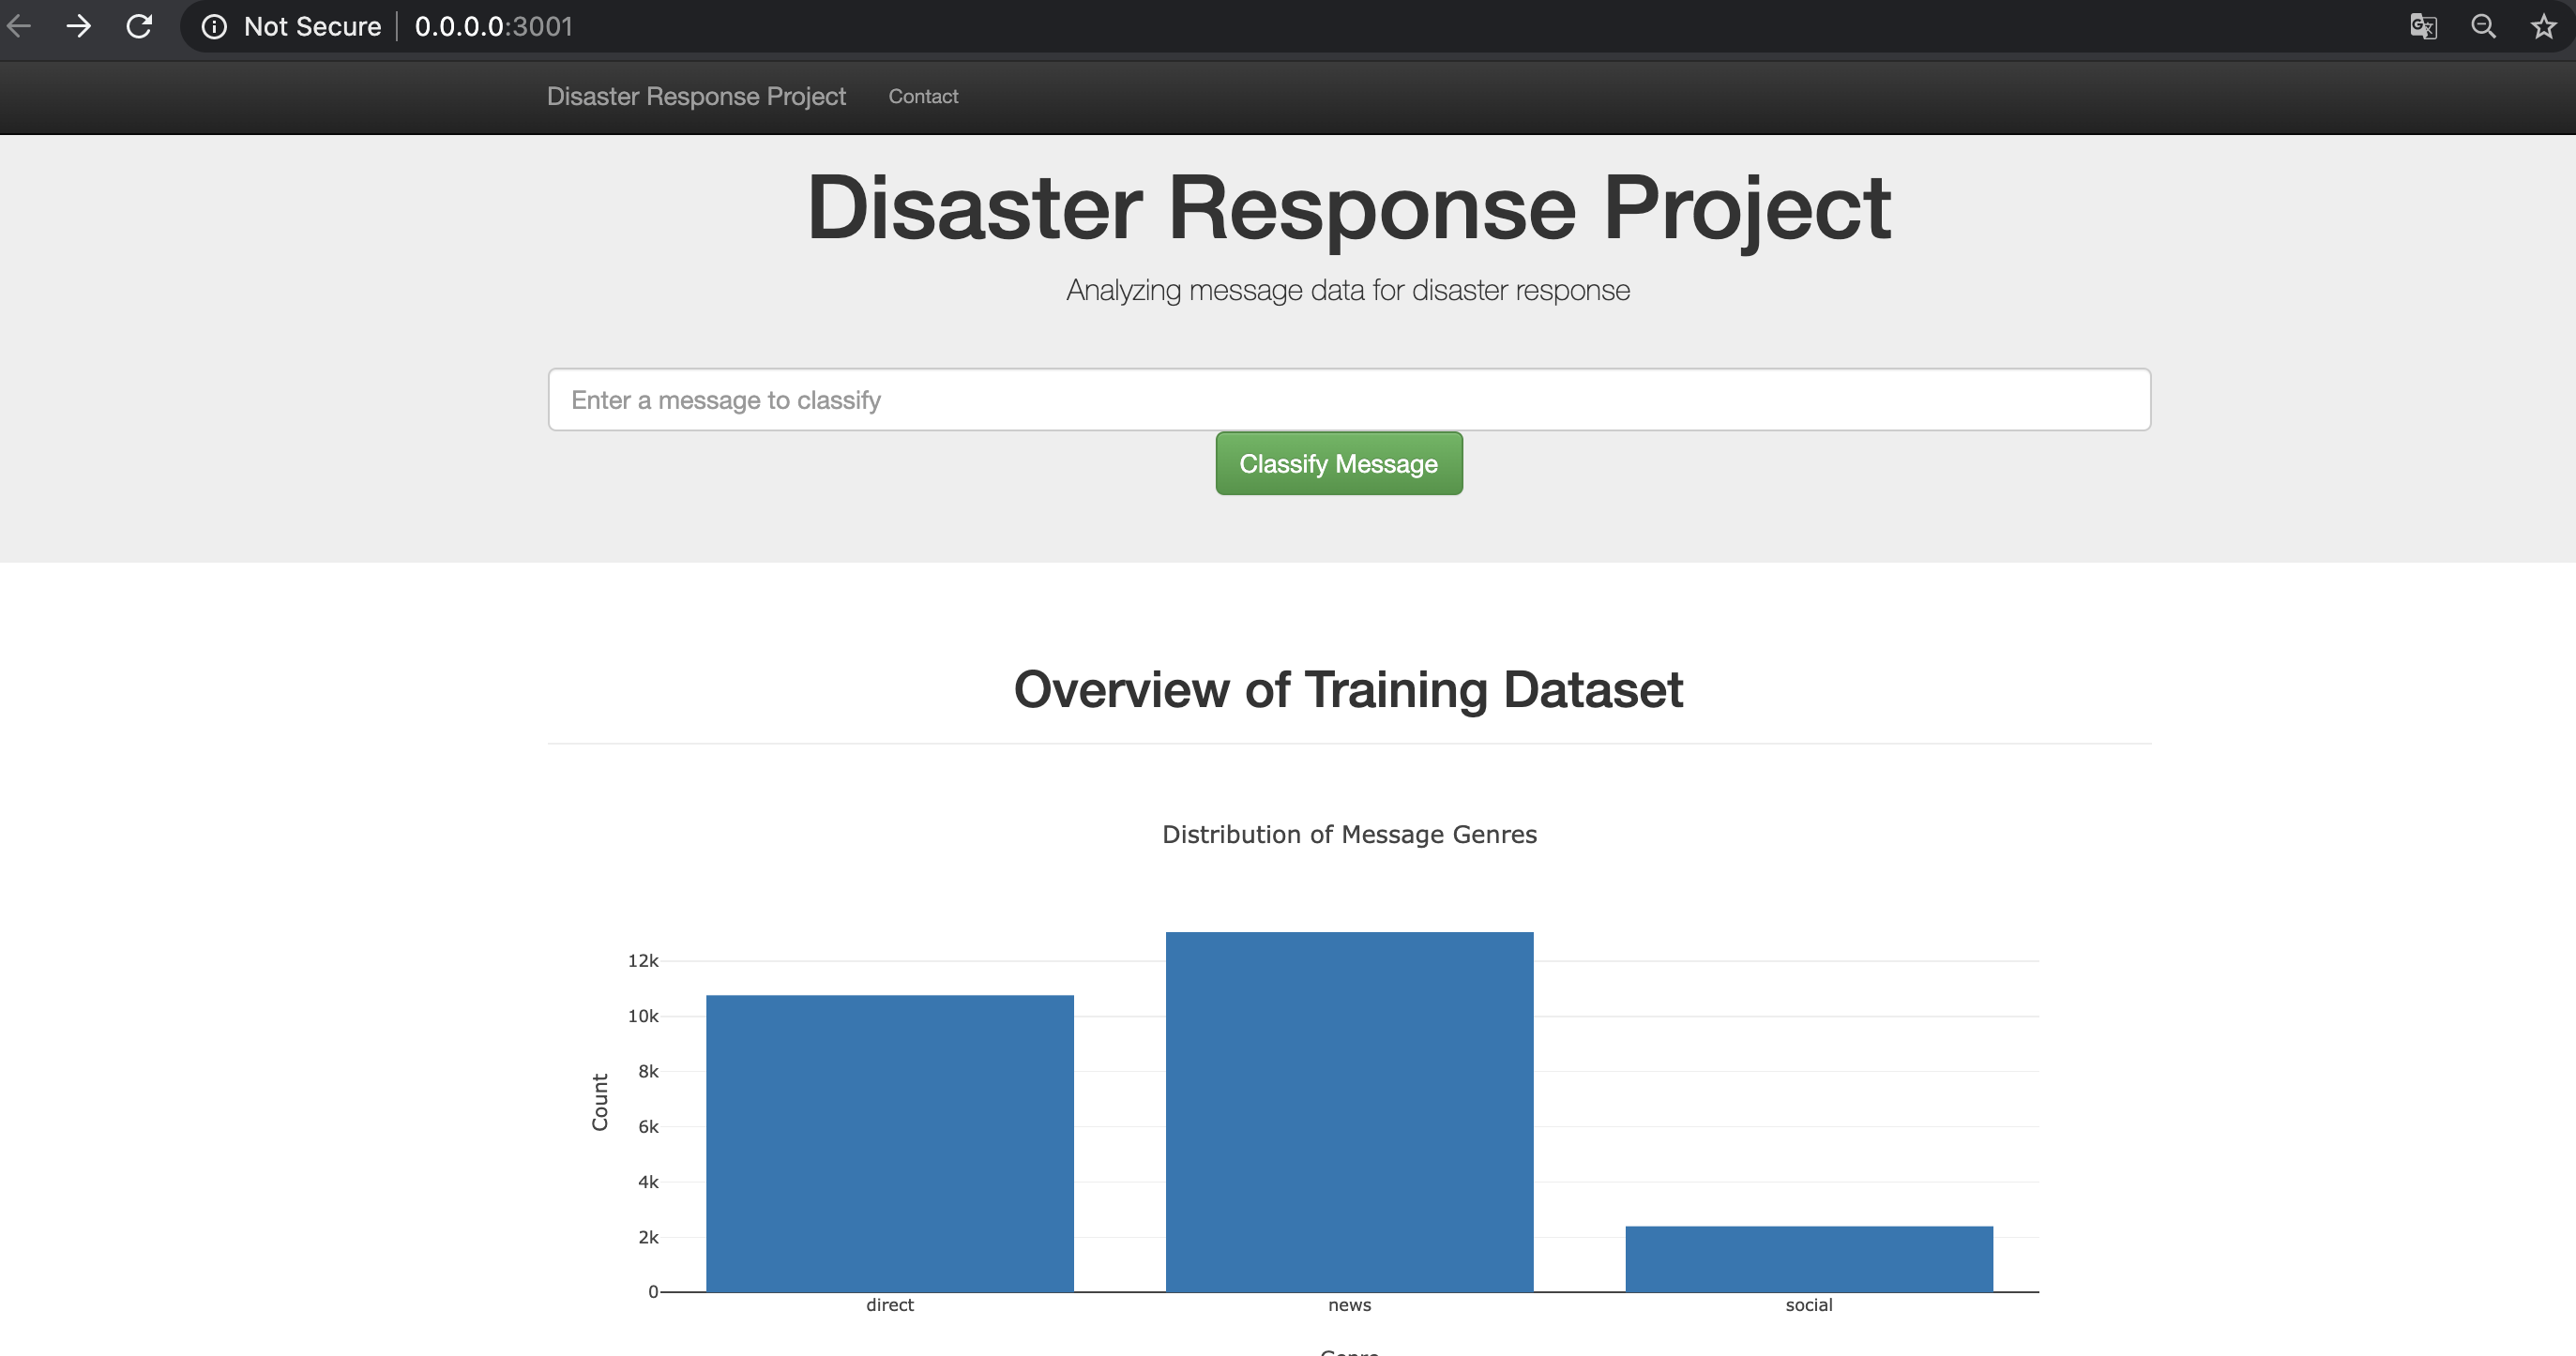 Not Secure 0.0.0.0:3001
Disaster Response Project Contact
Disaster Response Project
Analyzing message data for disaster response
Enter a message to classify
Classify Message
Overview of Training Dataset
Distribution of Message Genres
12k
10k
8k
6k
4k
2k
0
Count
direct news social